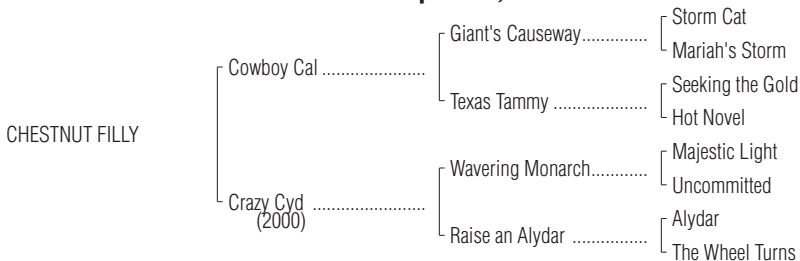 Storm Cat
Giant's Causeway..............
Mariah's Storm
Cowboy Cal ......................
Seeking the Gold
Texas Tammy ....................
Hot Novel
CHESTNUT FILLY
Majestic Light
Wavering Monarch............
Uncommitted
Crazy Cyd ........................
(2000)
Alydar
Raise an Alydar ................
The Wheel Turns